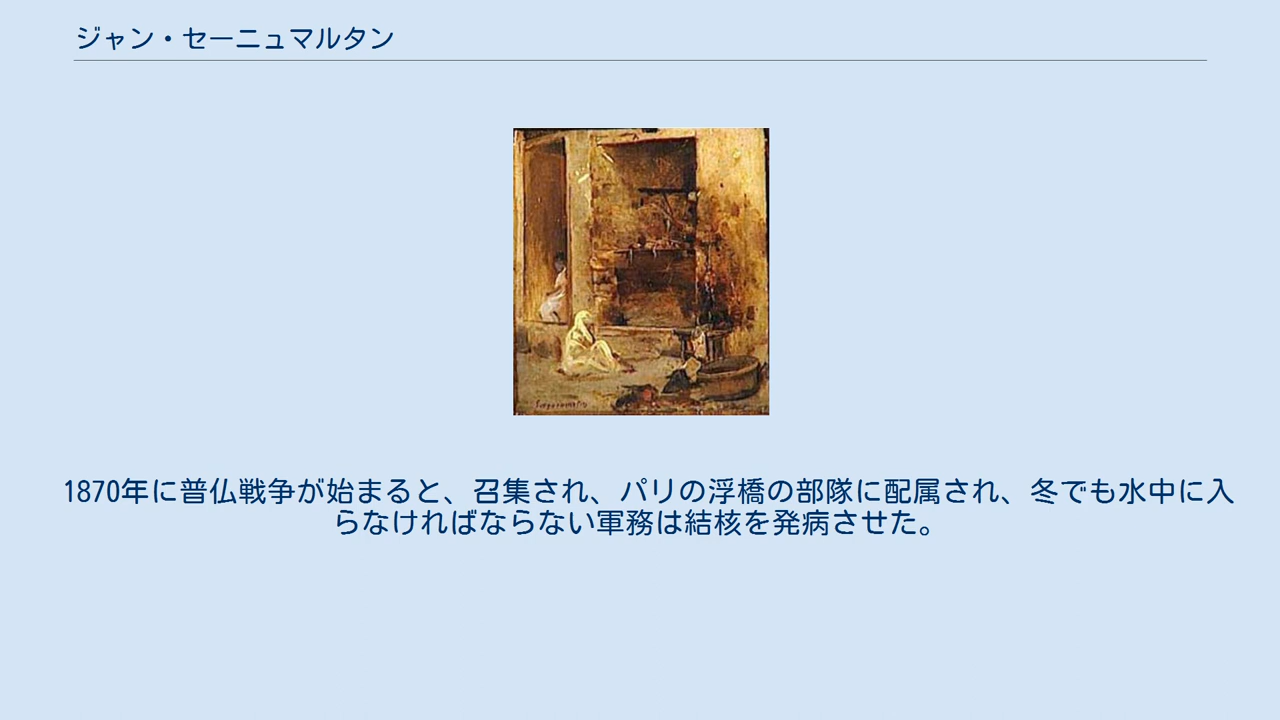 ジャン・セーニュマルタン
1870年に普仏戦争が始まると、召集され、パリの浮橋の部隊に配属され、冬でも水中に入
らなければならない軍務は結核を発病させた。